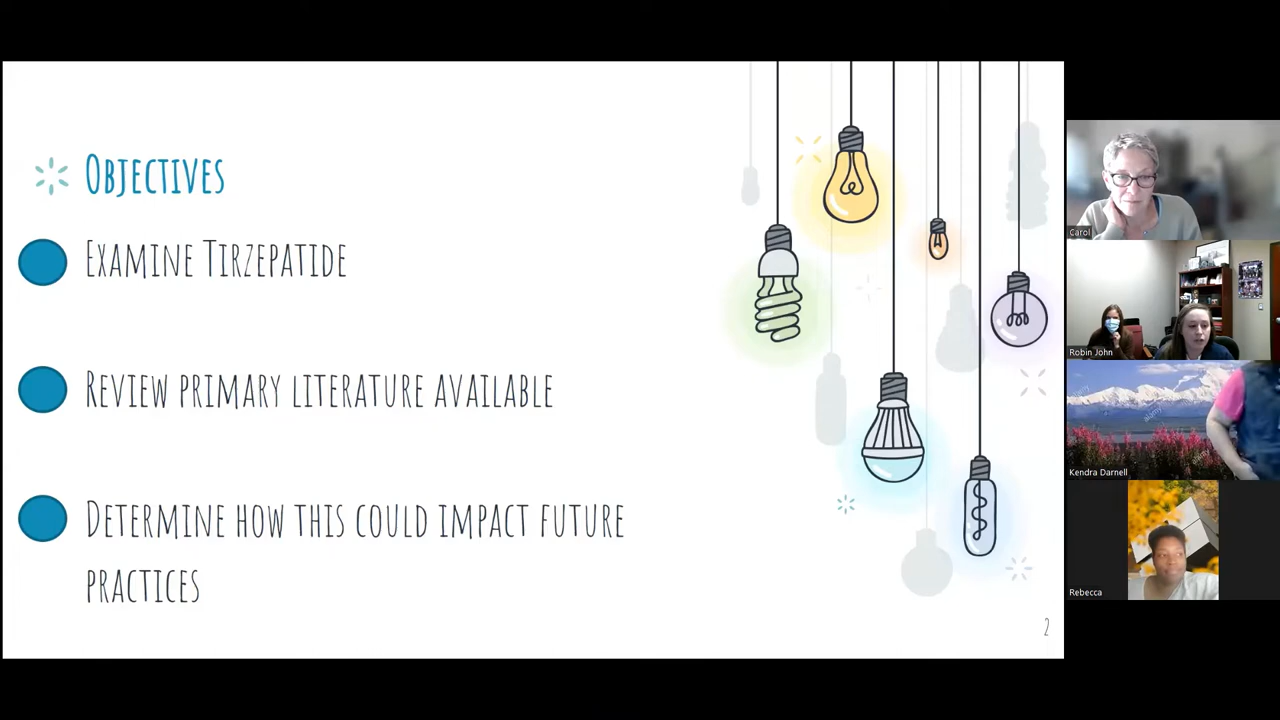 Objectives
Examine Tirzepatide
Review primary literature available
Determine how this could impact future
practices
2
Carol
Robin John
alamy
Kendra Darnell
Rebecca